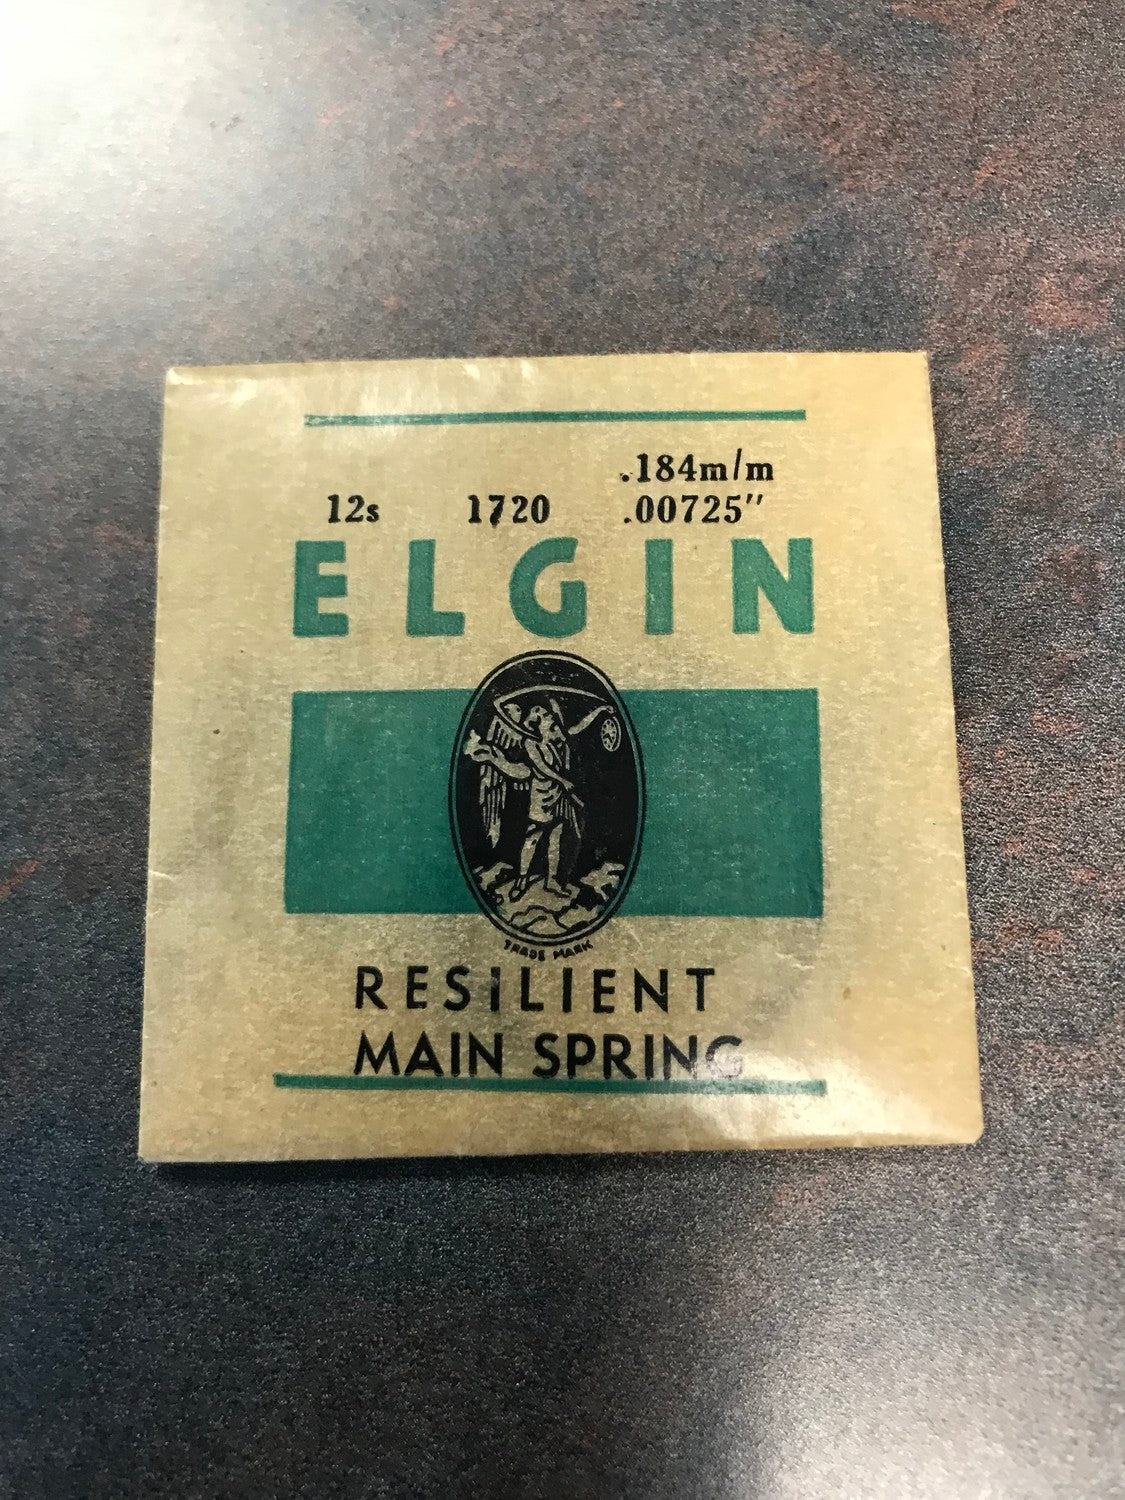 .184m/m
12s 1720 .00725"
ELGIN
TRADE MARK
RESILIENT
MAIN SPRING